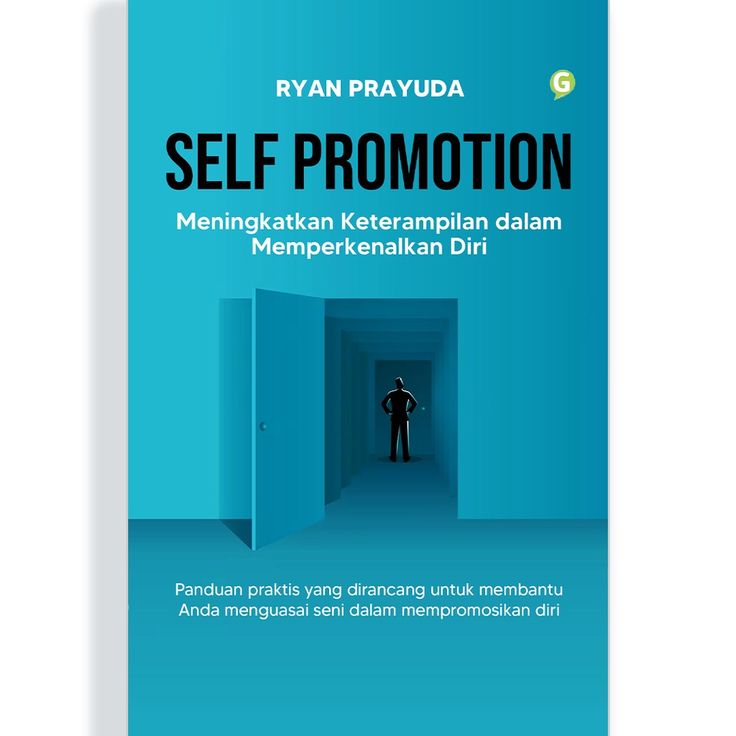 RYAN PRAYUDA
G
SELF PROMOTION
Meningkatkan Keterampilan dalam
Memperkenalkan Diri
Panduan praktis yang dirancang untuk membantu
Anda menguasai seni dalam mempromosikan diri